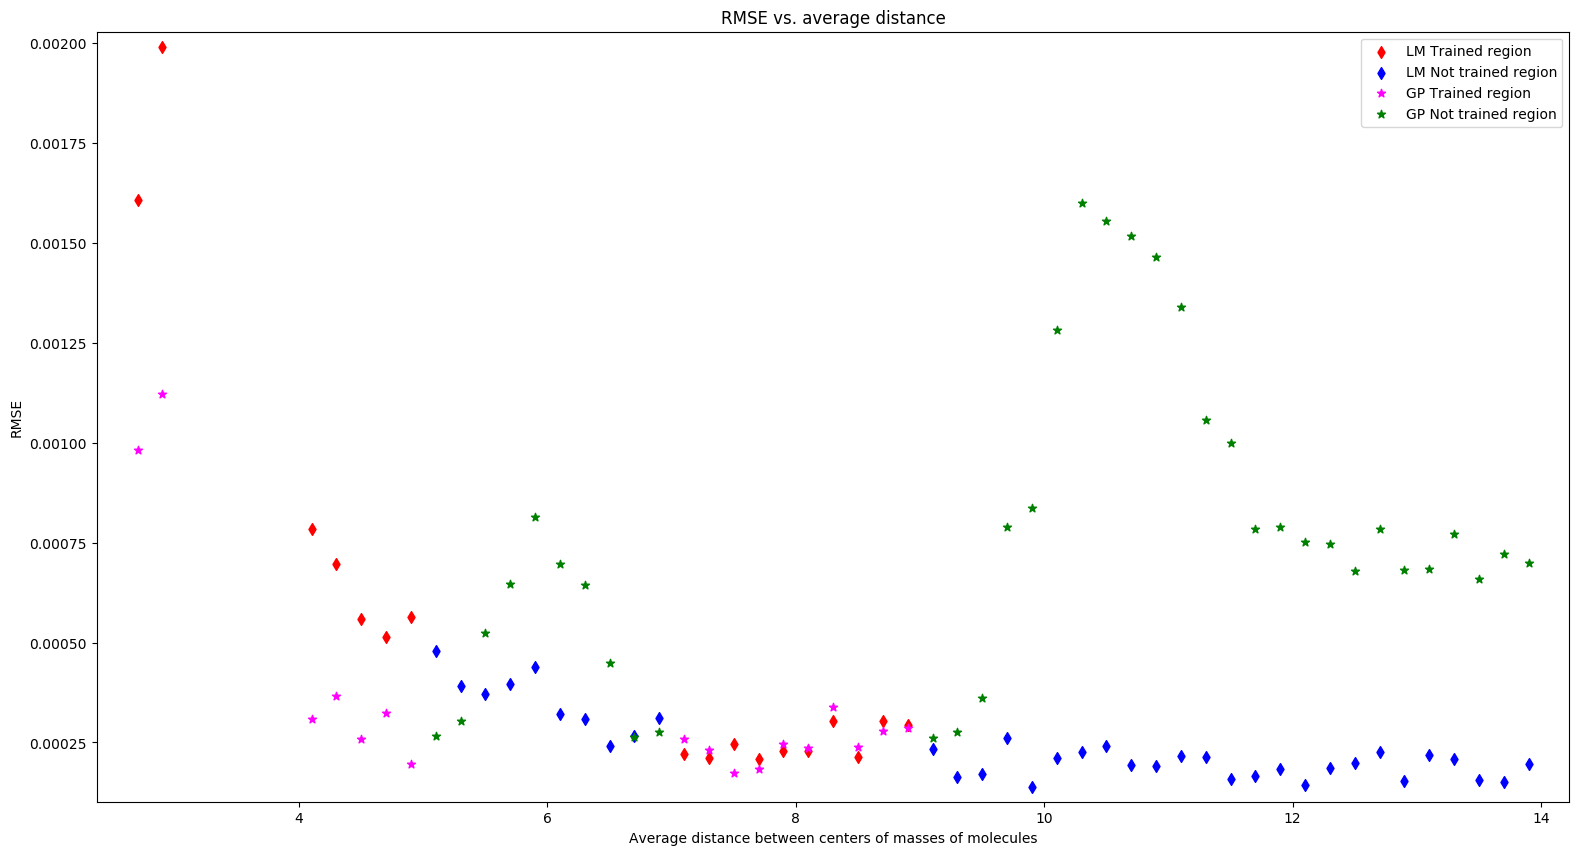 RMSE vs. average distance
LM Trained region
LM Not trained region
GP Trained region
GP Not trained region
RMSE
0.00200
0.00175
0.00150
0.00125
0.00100
0.00075
0.00050
0.00025
4
6
8
10
12
14
Average distance between centers of masses of molecules